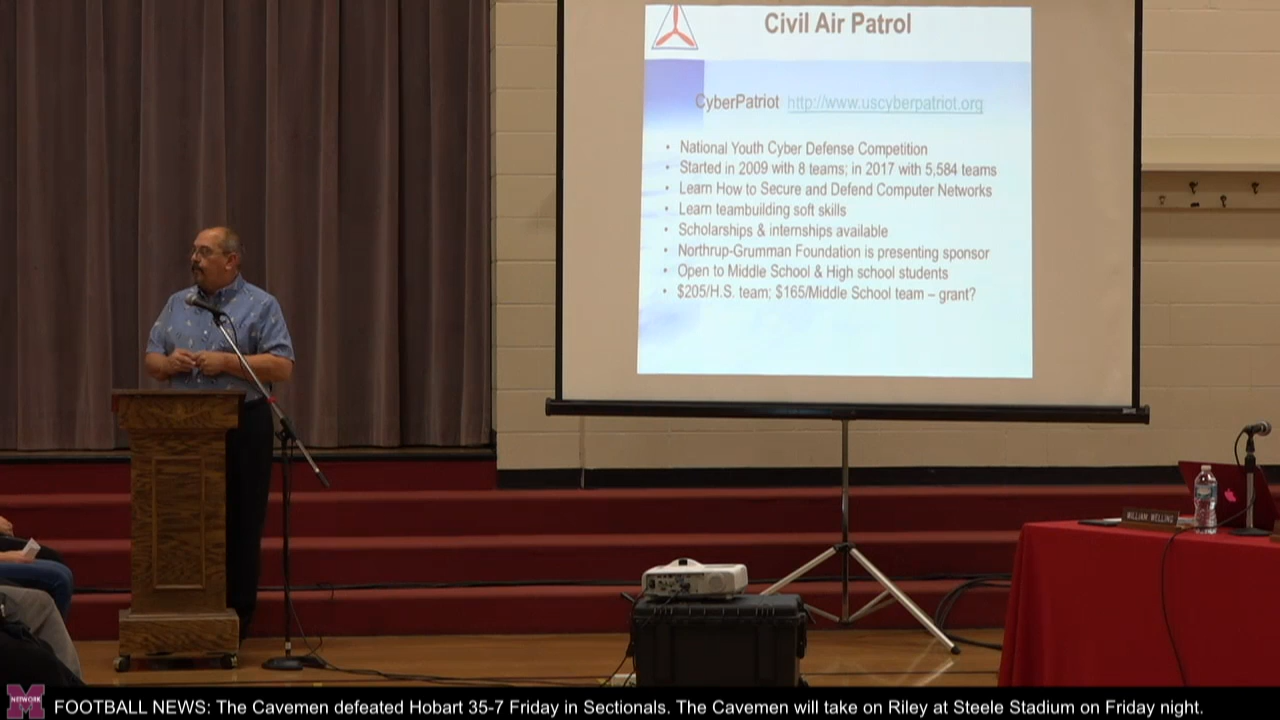 Civil Air Patrol
CyberPatriot http://www.uscyberpatriot.org
• National Youth Cyber Defense Competition
• Started in 2009 with 8 teams; in 2017 with 5,584 teams
• Learn How to Secure and Defend Computer Networks
• Learn teambuilding soft skills
• Scholarships & internships available
• Northrup-Grumman Foundation is presenting sponsor
• Open to Middle School & High school students
• $205/H.S. team; $165/Middle School team – grant?
WILLIAM WELLING
M NETWORK
FOOTBALL NEWS: The Cavemen defeated Hobart 35-7 Friday in Sectionals. The Cavemen will take on Riley at Steele Stadium on Friday night.